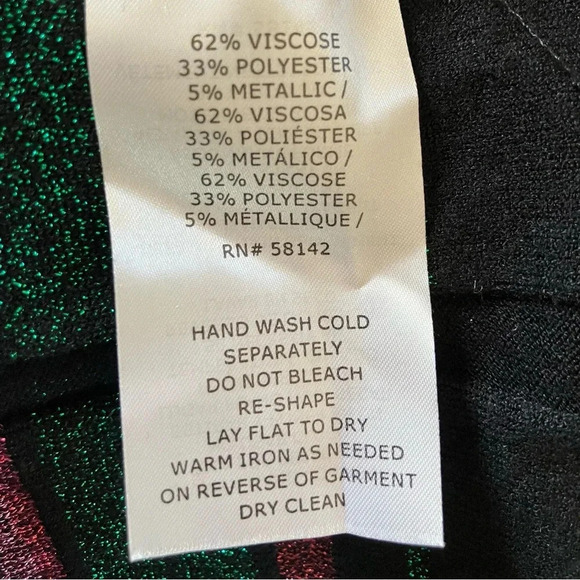 62% VISCOSE
33% POLYESTER
5% METALLIC /
62% VISCOSA
33% POLIÉSTER
5% METÁLICO /
62% VISCOSE
33% POLYESTER
5% MÉTALLIQUE /
RN# 58142
HAND WASH COLD
SEPARATELY
DO NOT BLEACH
RE-SHAPE
LAY FLAT TO DRY
WARM IRON AS NEEDED
ON REVERSE OF GARMENT
DRY CLEAN